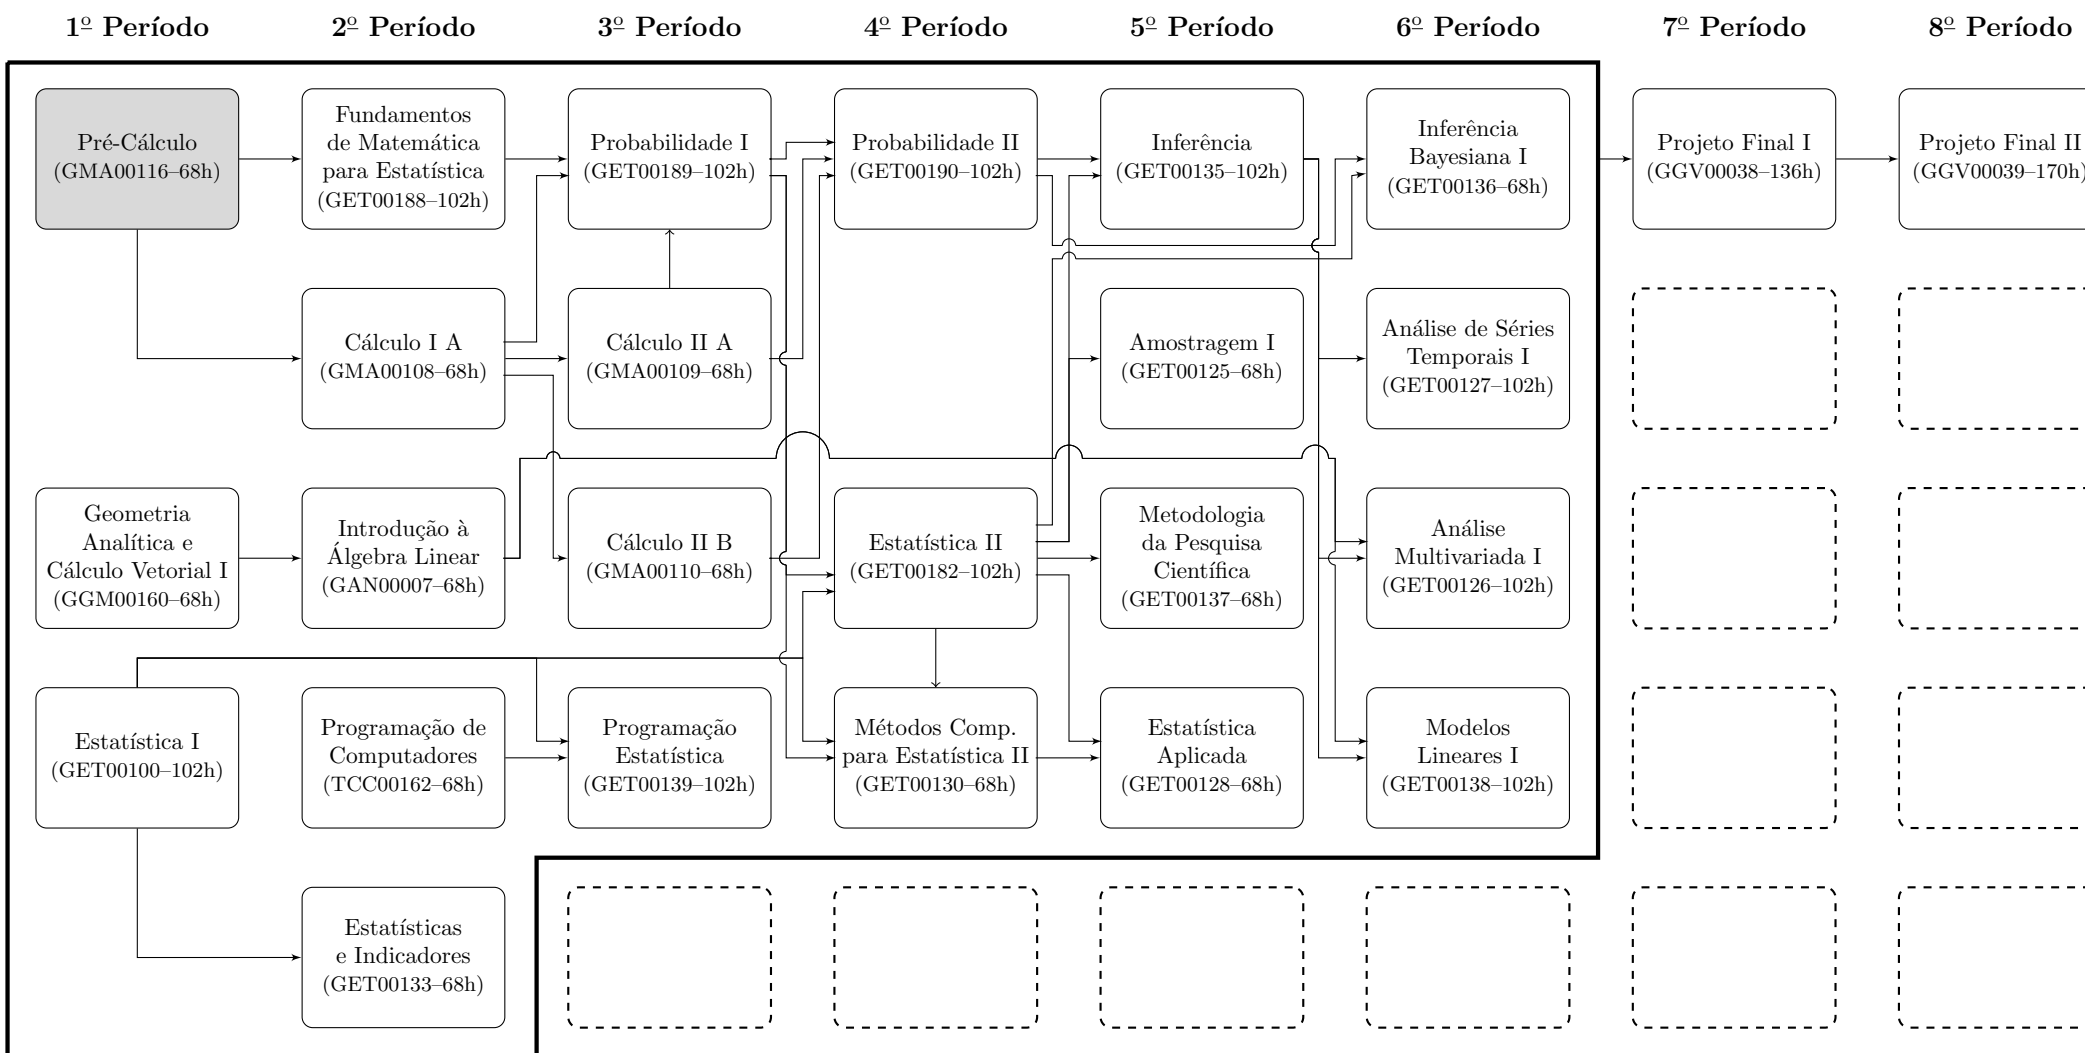 1º Período
2º Período
3º Período
4º Período
5º Período
6º Período
7º Período
8º Período
Pré-Cálculo
(GMA00116–68h)
Fundamentos
de Matemática
para Estatística
(GET00188–102h)
Probabilidade I
(GET00189–102h)
Probabilidade II
(GET00190–102h)
Inferência
(GET00135–102h)
Inferência
Bayesiana I
(GET00136–68h)
Projeto Final I
(GGV00038–136h)
Projeto Final II
(GGV00039–170h)
Cálculo I A
(GMA00108–68h)
Cálculo II A
(GMA00109–68h)
Amostragem I
(GET00125–68h)
Análise de Séries
Temporais I
(GET00127–102h)
Geometria
Analítica e
Cálculo Vetorial I
(GGM00160–68h)
Introdução à
Álgebra Linear
(GAN00007–68h)
Cálculo II B
(GMA00110–68h)
Estatística II
(GET00182–102h)
Metodologia
da Pesquisa
Científica
(GET00137–68h)
Análise
Multivariada I
(GET00126–102h)
Estatística I
(GET00100–102h)
Programação de
Computadores
(TCC00162–68h)
Programação
Estatística
(GET00139–102h)
Métodos Comp.
para Estatística II
(GET00130–68h)
Estatística
Aplicada
(GET00128–68h)
Modelos
Lineares I
(GET00138–102h)
Estatísticas
e Indicadores
(GET00133–68h)